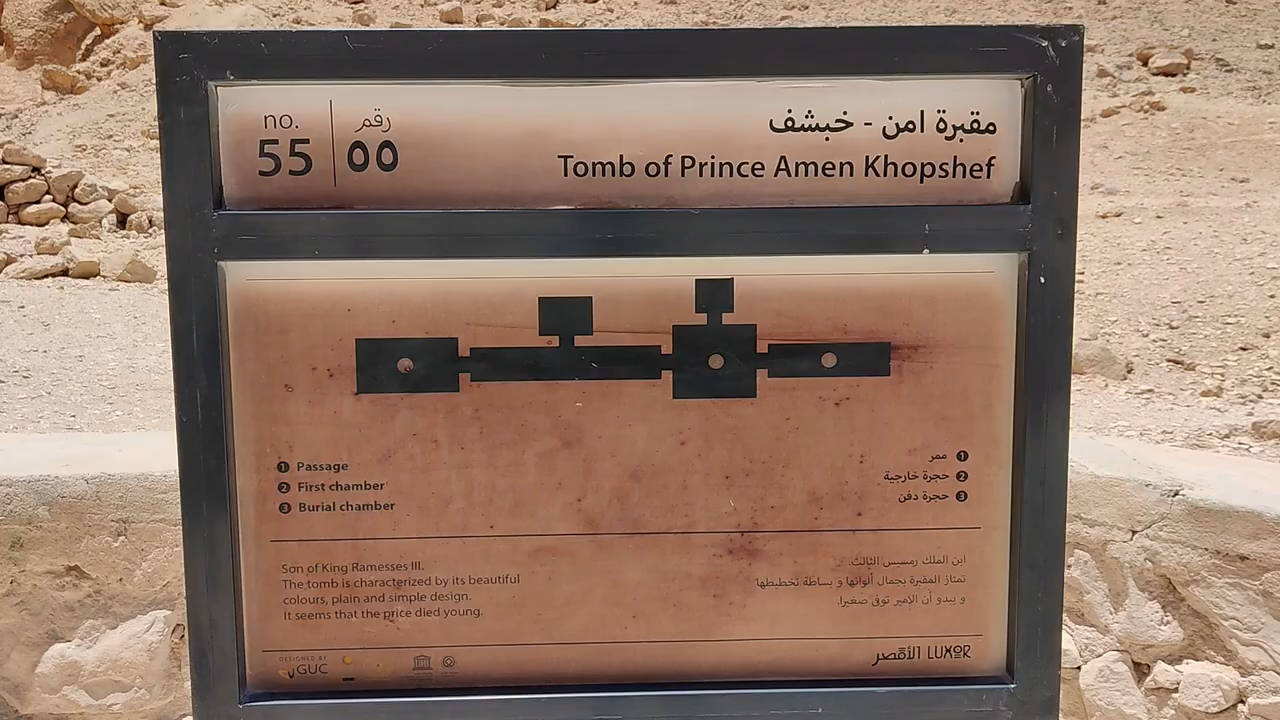 no. 55
رقم ٥٥
مقبرة امن - خبشف
Tomb of Prince Amen Khopshef
1 Passage
2 First chamber
3 Burial chamber
1 ممر
2 حجرة خارجية
3 حجرة دفن
Son of King Ramesses III.
The tomb is characterized by its beautiful
colours, plain and simple design.
It seems that the price died young.
ابن الملك رمسيس الثالث.
تمتاز المقبرة بجمال ألوانها و بساطة تخطيطها
و يبدو أن الامير توفى صغيرا.
DESIGNED BY
GUC
الأقصر LUXOR